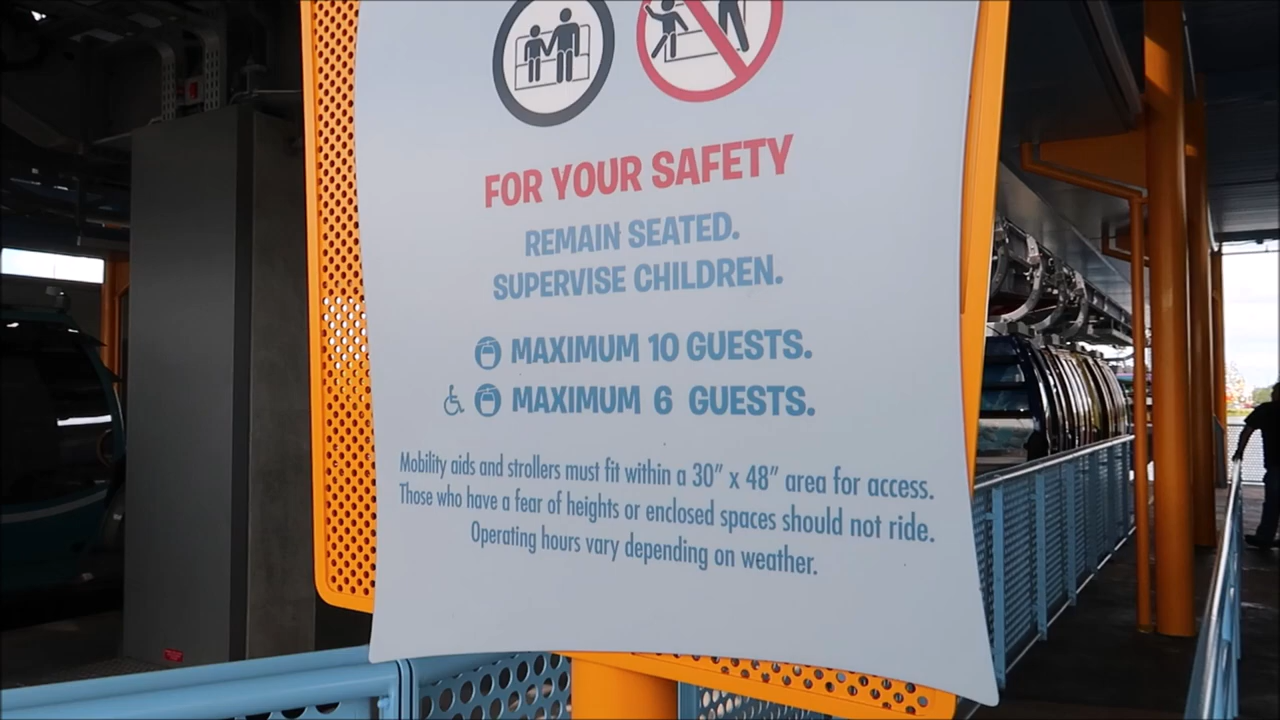 FOR YOUR SAFETY
REMAIN SEATED.
SUPERVISE CHILDREN.
MAXIMUM 10 GUESTS.
MAXIMUM 6 GUESTS.
Mobility aids and strollers must fit within a 30” x 48” area for access.
Those who have a fear of heights or enclosed spaces should not ride.
Operating hours vary depending on weather.